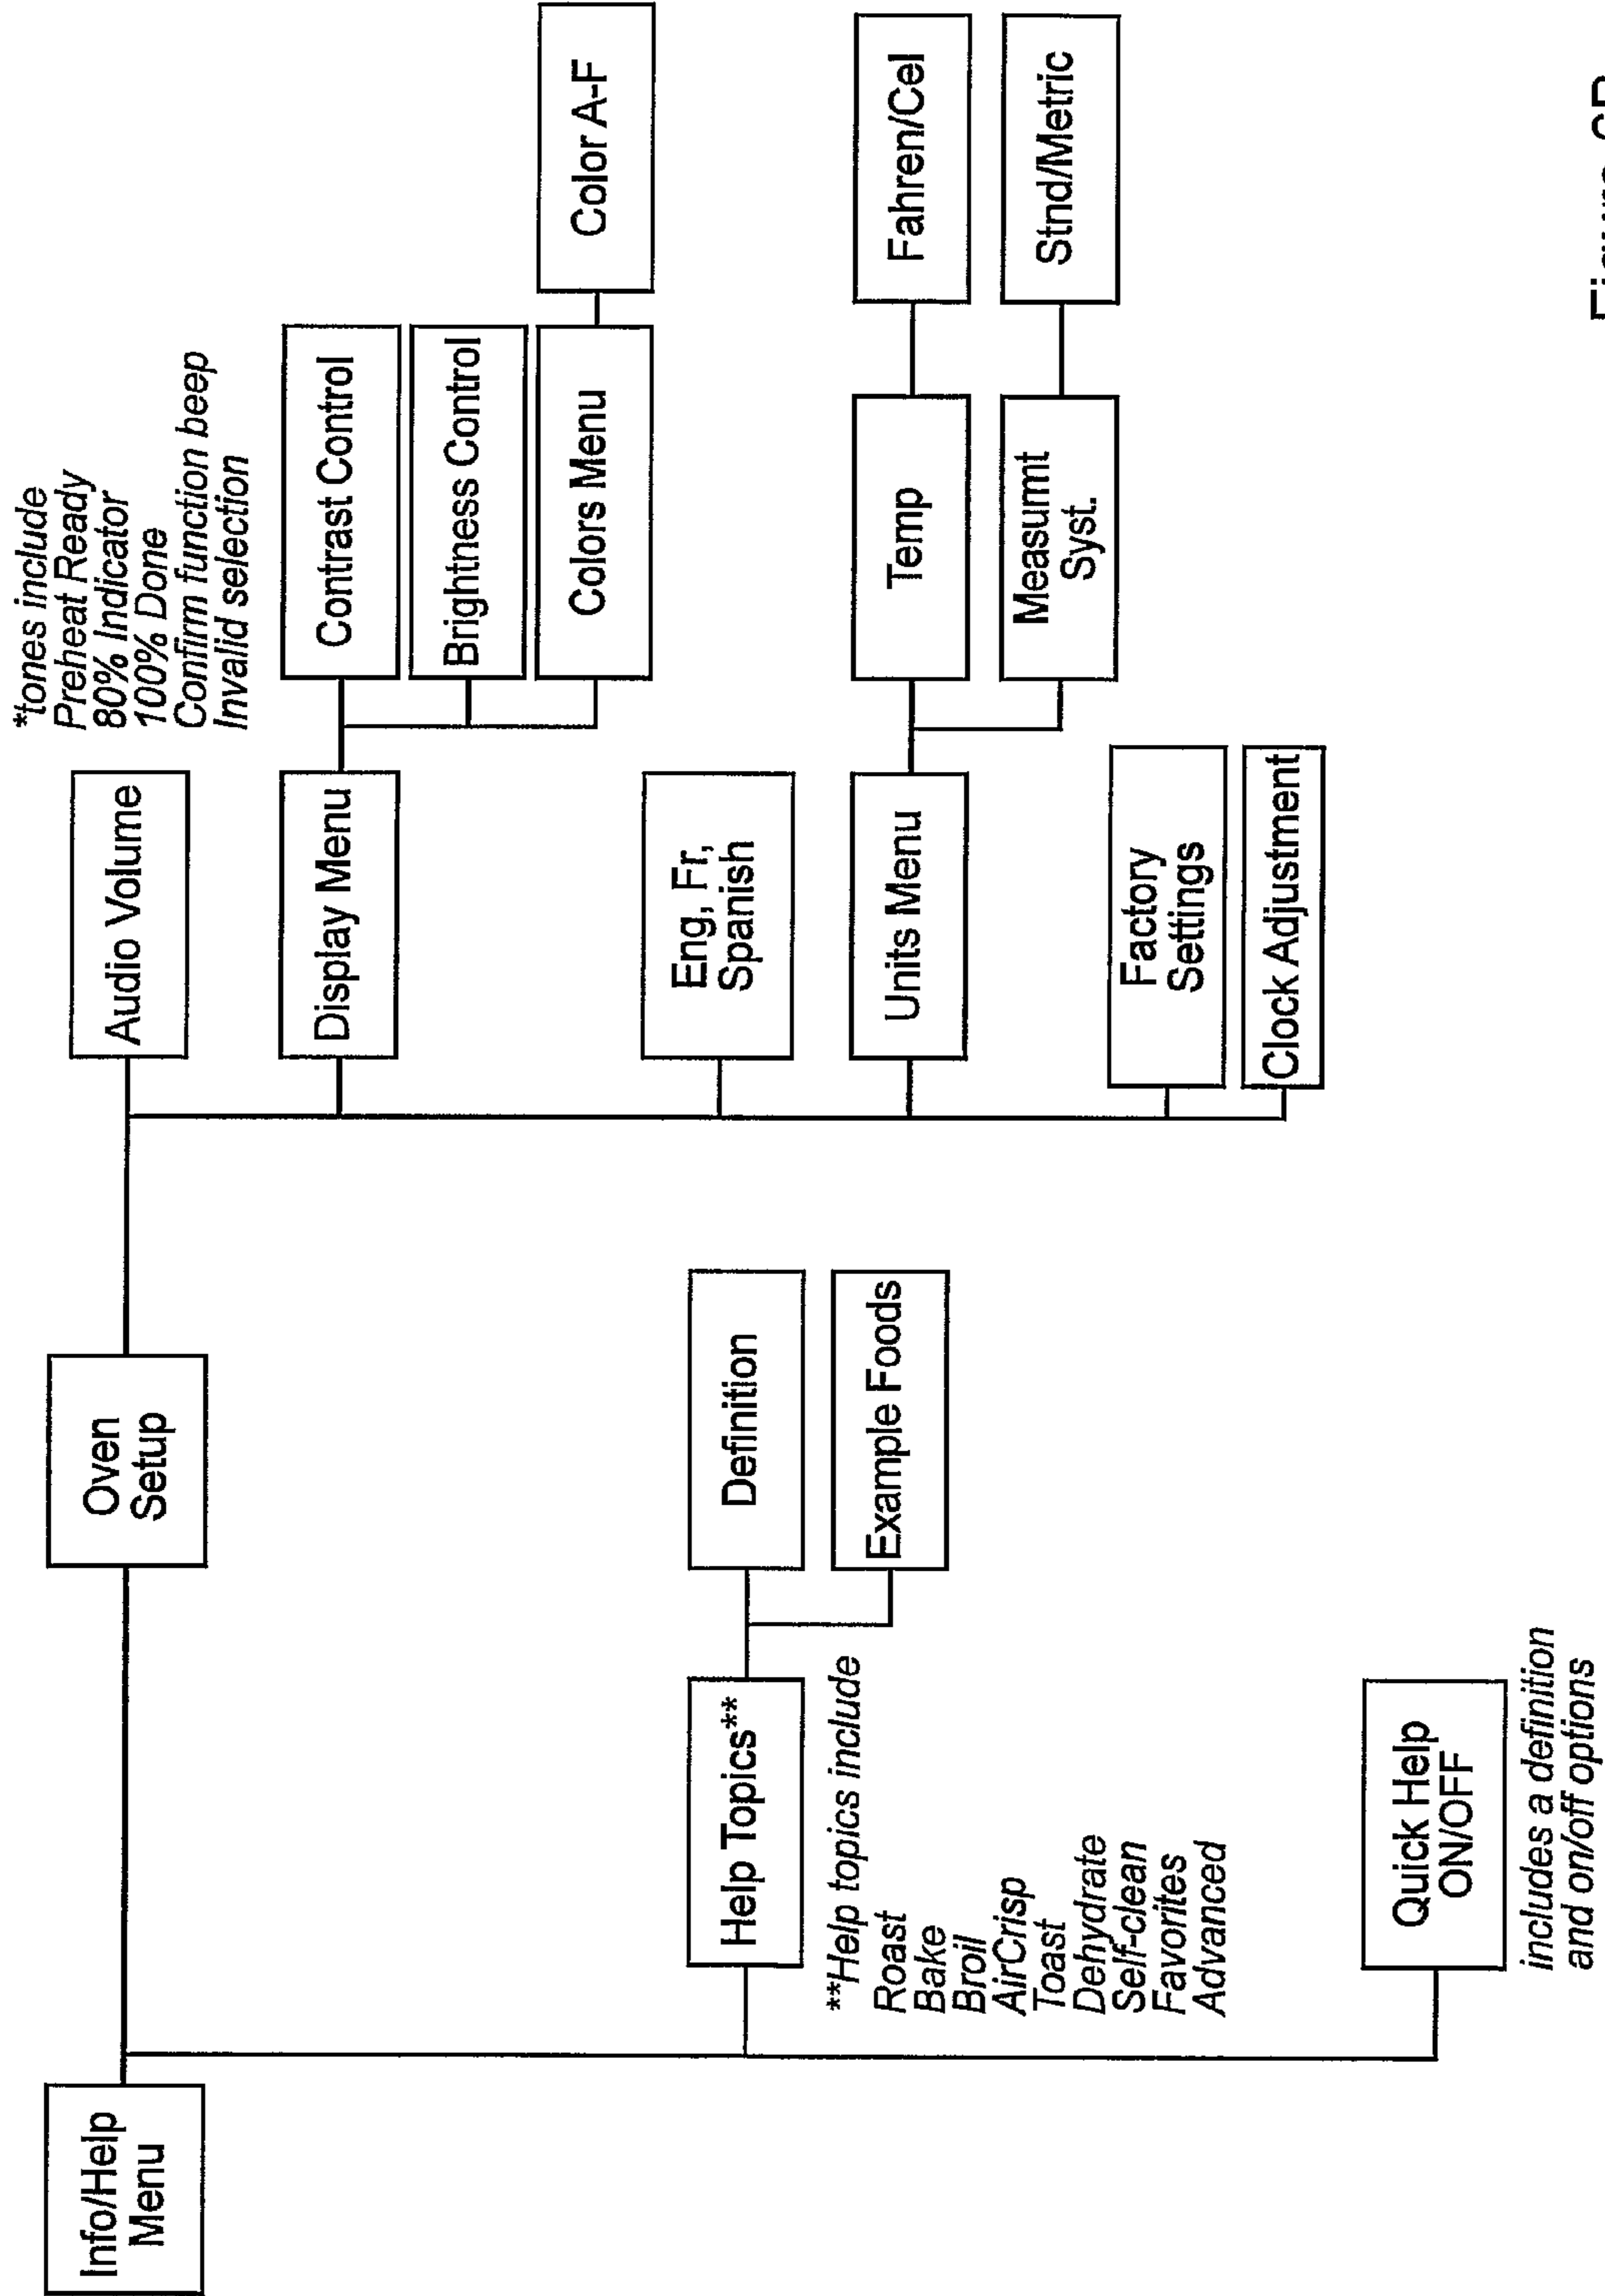 Info/Help
Menu
Oven
Setup
Audio Volume
*tones include
Preheat Ready
80% Indicator
100% Done
Confirm function beep
Invalid selection
Display Menu
Contrast Control
Brightness Control
Colors Menu
Color A-F
Eng, Fr,
Spanish
Units Menu
Temp
Fahren/Cel
Measumt
Syst.
Stnd/Metric
Factory
Settings
Clock Adjustment
Help Topics**
Definition
Example Foods
**Help topics include
Roast
Bake
Broil
AirCrisp
Toast
Dehydrate
Self-clean
Favorites
Advanced
Quick Help
ON/OFF
includes a definition
and on/off options